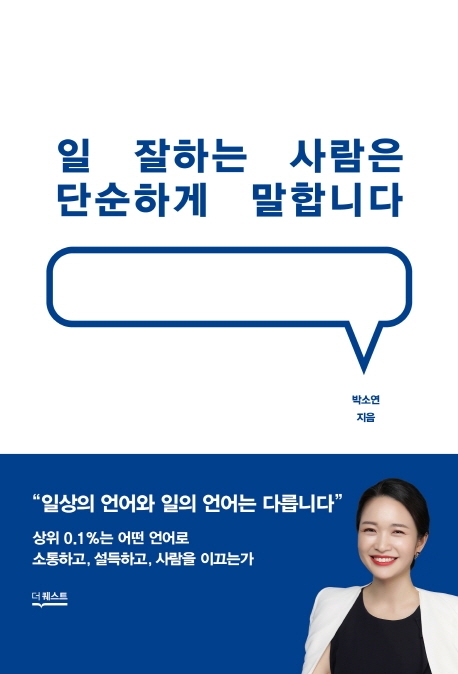 일 잘하는 사람은
단순하게 말합니다
박소연
지음
“일상의 언어와 일의 언어는 다릅니다”
상위 0.1%는 어떤 언어로
소통하고, 설득하고, 사람을 이끄는가
더 퀘스트